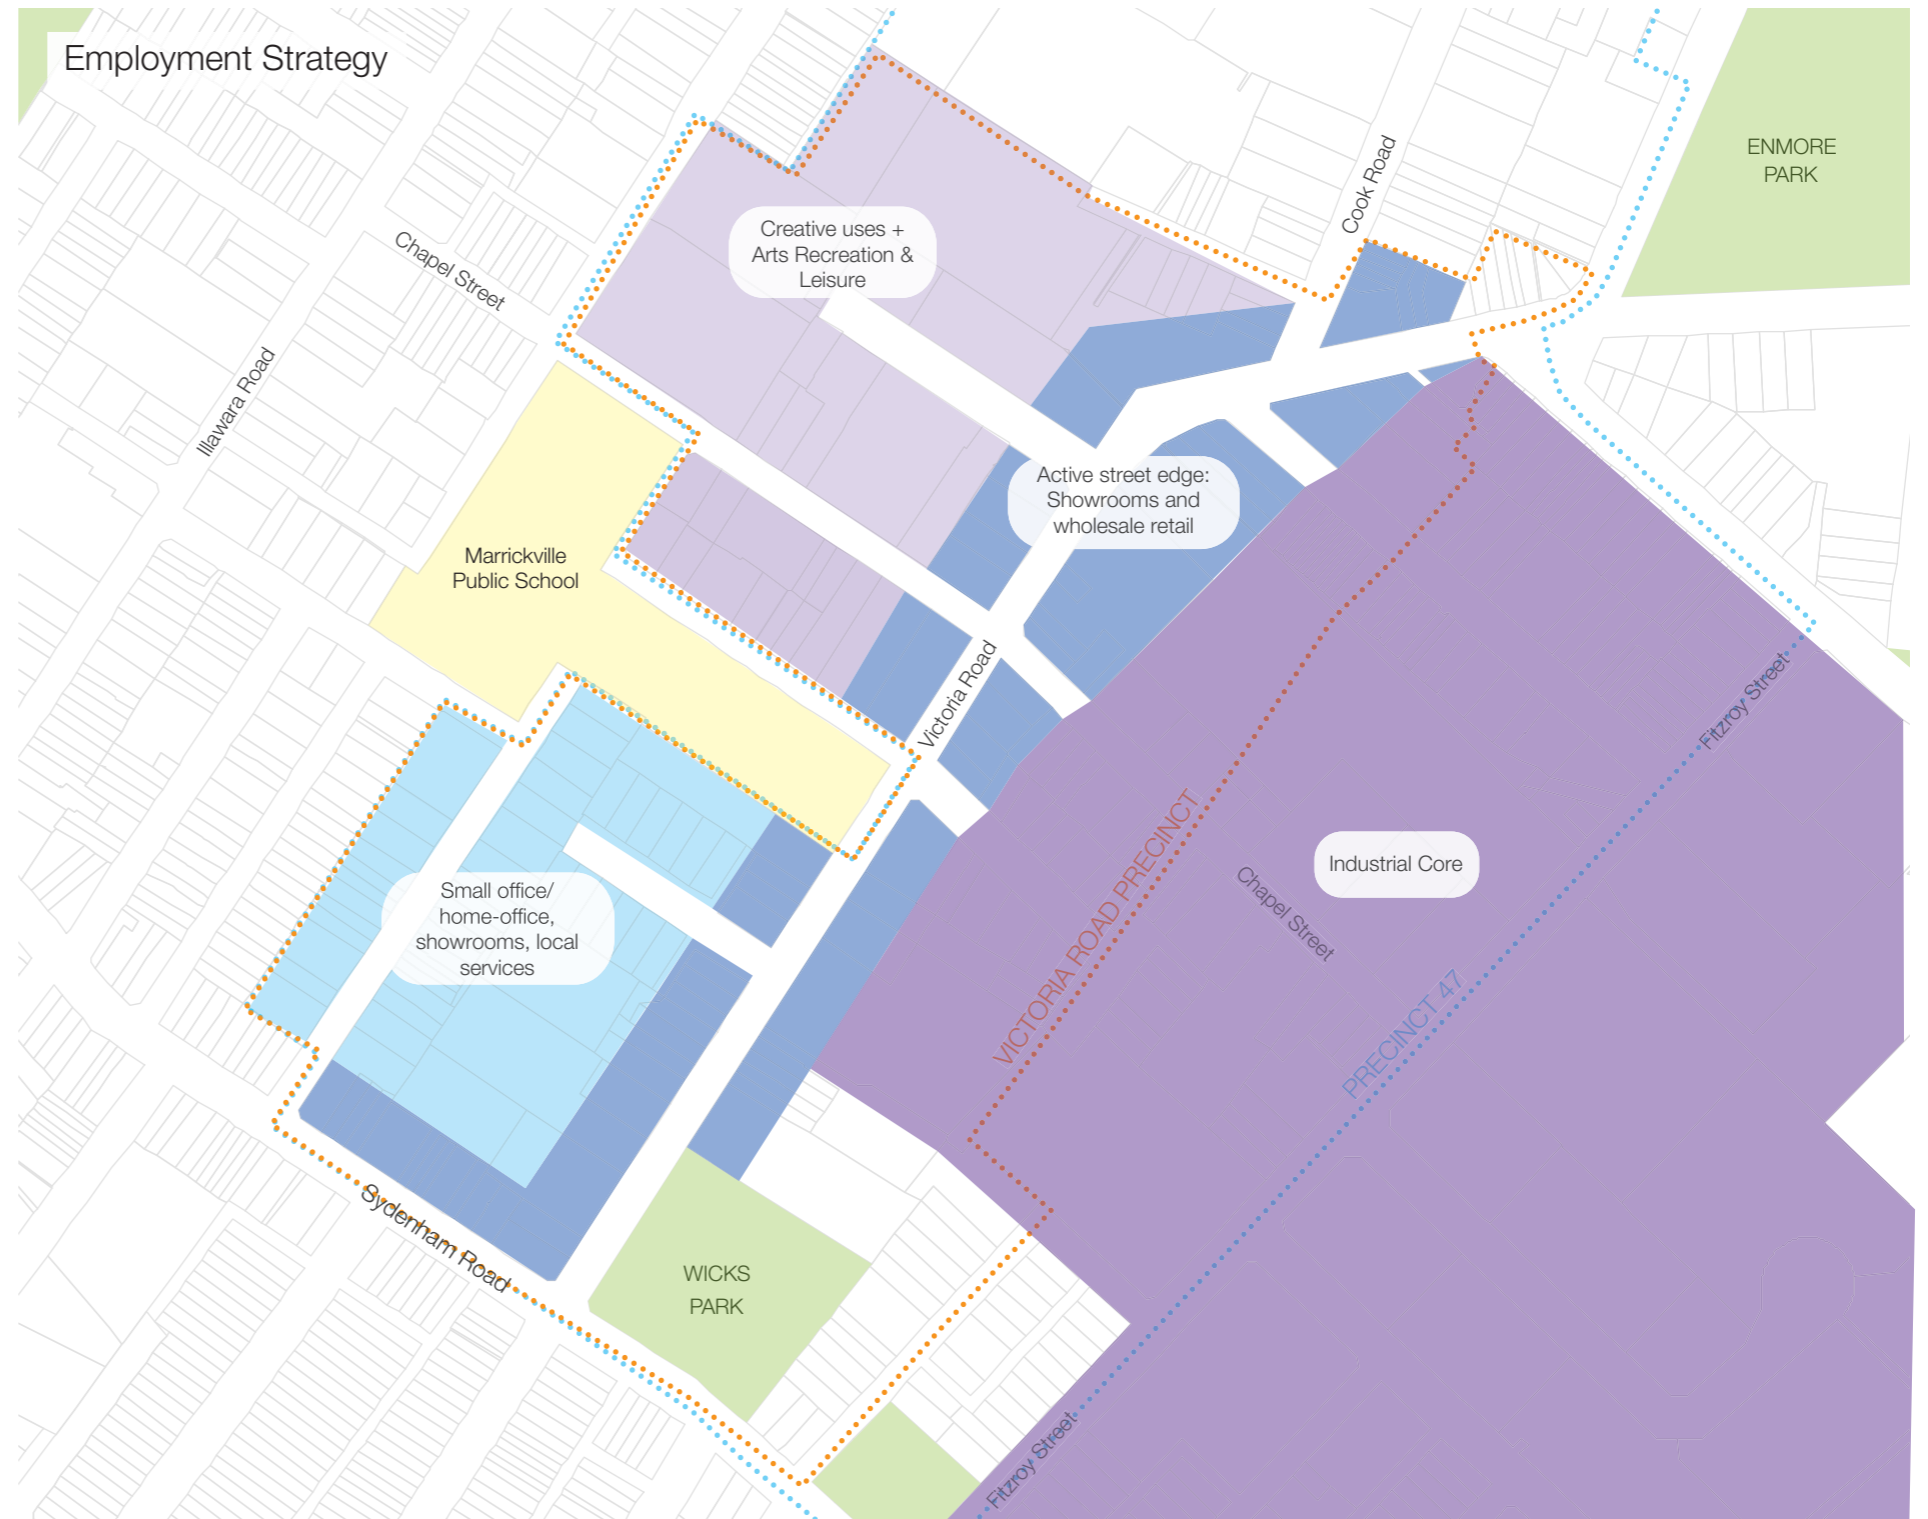 Employment Strategy
ENMORE
PARK
Cook Road
Creative uses +
Arts Recreation &
Leisure
Chapel Street
Illawara Road
Active street edge:
Showrooms and
wholesale retail
Marrickville
Public School
Victoria Road
Fitzroy Street
VICTORIA ROAD PRECINCT
Industrial Core
Chapel Street
Small office/
home-office,
showrooms, local
services
PRECINCT 47
Sydenham Road
WICKS
PARK
Fitzroy Street